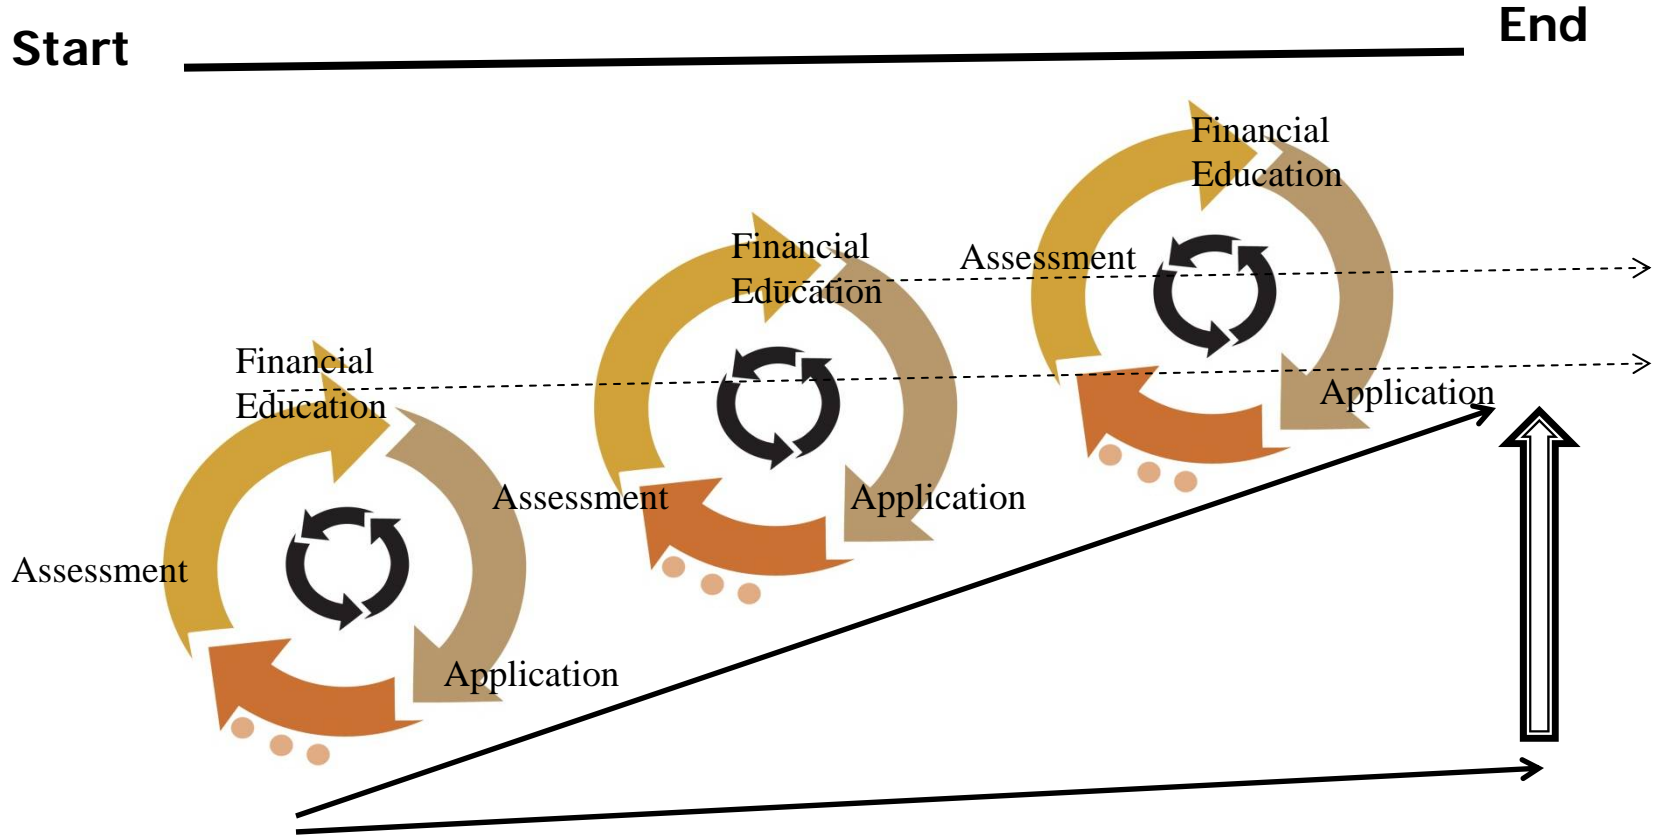 Start
End
Financial
Education
Assessment
Application
Financial
Education
Assessment
Application
Financial
Education
Assessment
Application